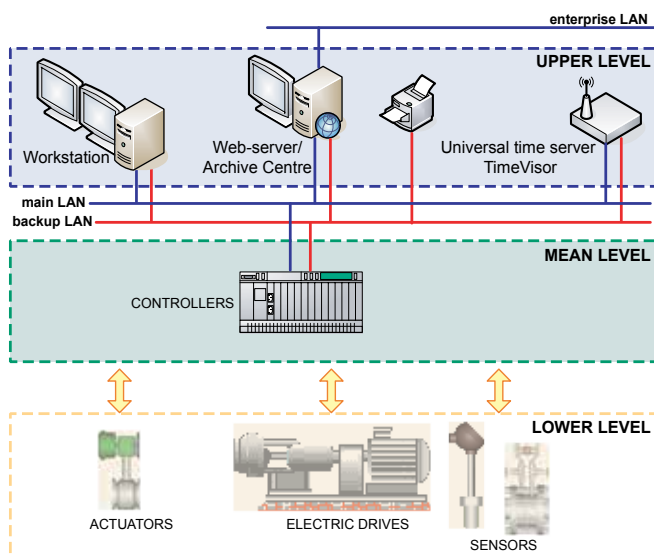 enterprise LAN
UPPER LEVEL
Workstation
Web-server/
Archive Centre
Universal time server
TimeVisor
main LAN
backup LAN
MEAN LEVEL
CONTROLLERS
LOWER LEVEL
ACTUATORS
ELECTRIC DRIVES
SENSORS